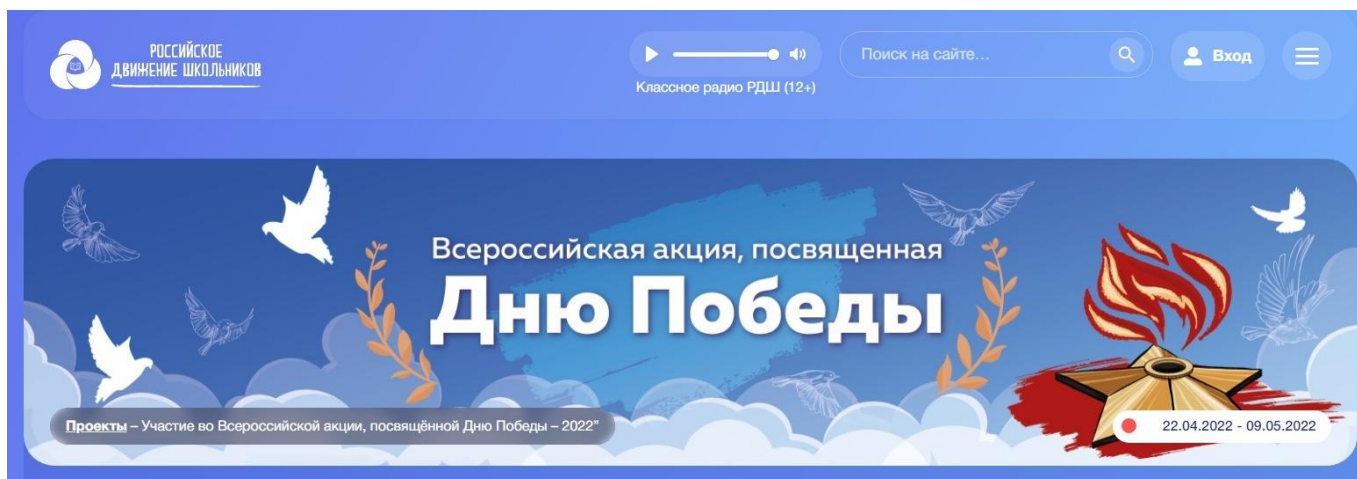 РОССИЙСКОЕ
ДВИЖЕНИЕ ШКОЛЬНИКОВ
Классное радио РДШ (12+)
Поиск на сайте...
Вход
Всероссийская акция, посвященная
Дню Победы
Проекты – Участие во Всероссийской акции, посвящённой Дню Победы – 2022"
22.04.2022 - 09.05.2022